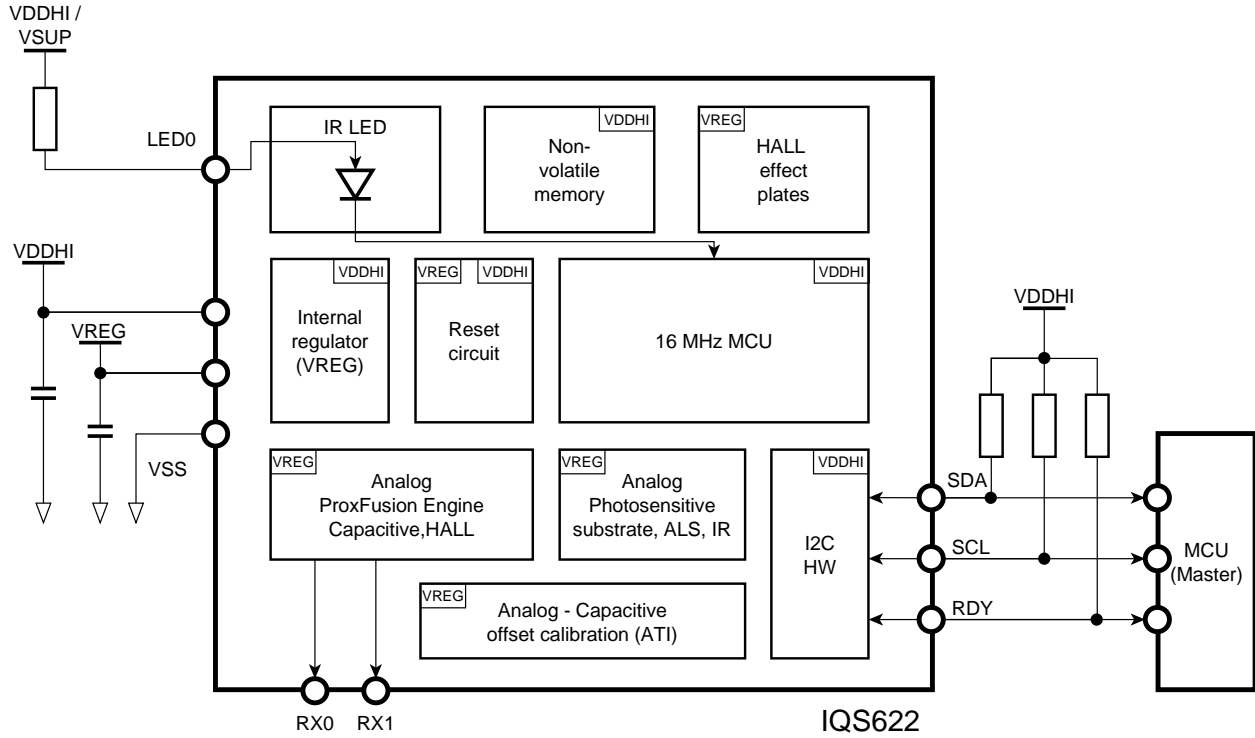 VDDHI /
VSUP
LED0
IR LED
VDDHI
Non-
volatile
memory
VREG
HALL
effect
plates
VDDHI
VREG
VSS
VDDHI
Internal
regulator
(VREG)
VREG
VDDHI
Reset
circuit
VDDHI
16 MHz MCU
VDDHI
VREG
Analog
ProxFusion Engine
Capacitive,HALL
VREG
Analog
Photosensitive
substrate, ALS, IR
VDDHI
I2C
HW
SDA
SCL
RDY
MCU
(Master)
VREG
Analog - Capacitive
offset calibration (ATI)
RX0
RX1
IQS622